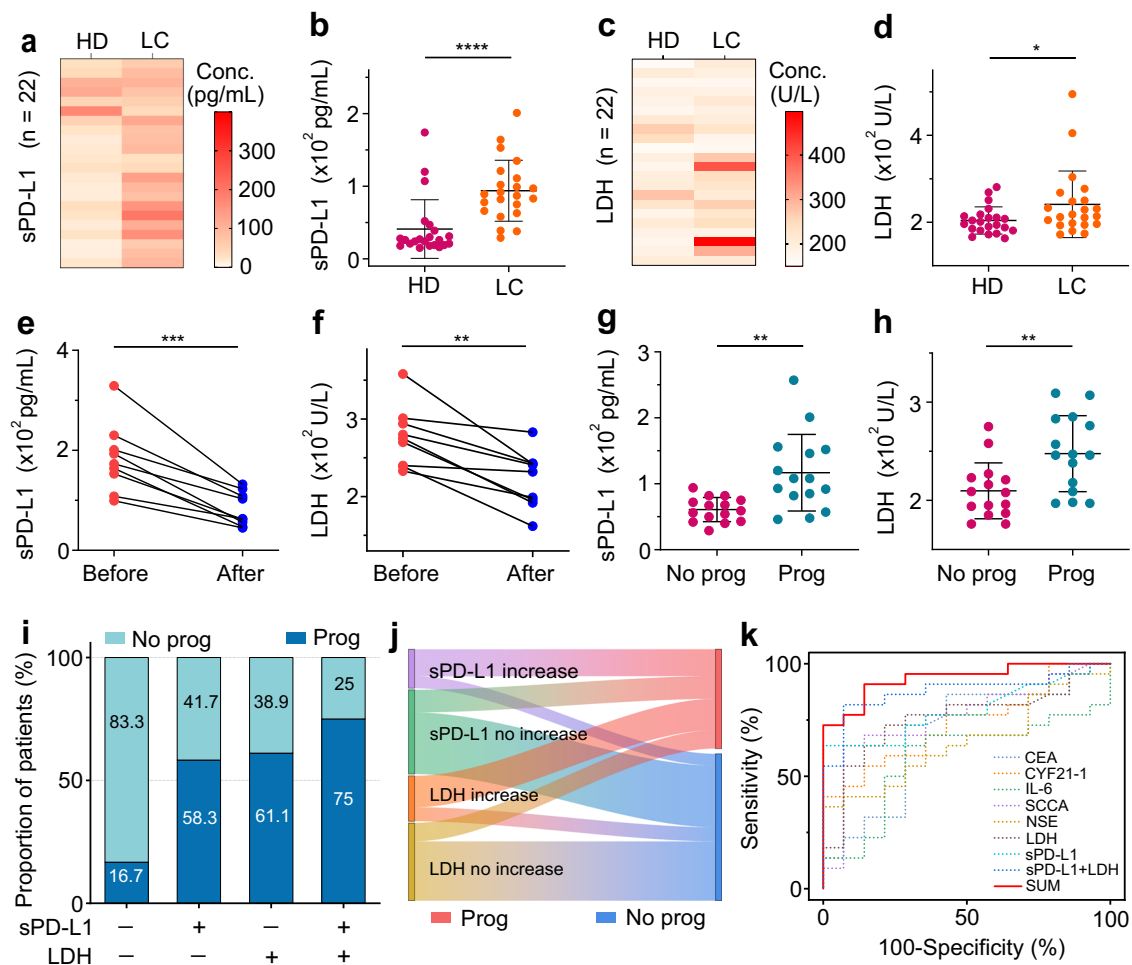 a
HD LC
sPD-L1 (n = 22)
Conc.
(pg/mL)
300
200
100
0
b
****
sPD-L1 (x10² pg/mL)
2
1
0
HD LC
c
HD LC
LDH (n = 22)
Conc.
(U/L)
400
300
200
d
*
LDH (x10² U/L)
4
2
HD LC
e
***
sPD-L1 (x10² pg/mL)
4
2
0
Before After
f
**
LDH (x10² U/L)
3
2
Before After
g
**
sPD-L1 (x10² pg/mL)
3
2
1
0
No prog Prog
h
**
LDH (x10² U/L)
3
2
No prog Prog
i
No prog Prog
Proportion of patients (%)
100
50
0
83.3 41.7 38.9 25
16.7 58.3 61.1 75
sPD-L1 – + – +
LDH – – + +
j
sPD-L1 increase
sPD-L1 no increase
LDH increase
LDH no increase
Prog No prog
k
Sensitivity (%)
100
50
0
CEA
CYF21-1
IL-6
SCCA
NSE
LDH
sPD-L1
sPD-L1+LDH
SUM
0 50 100
100-Specificity (%)